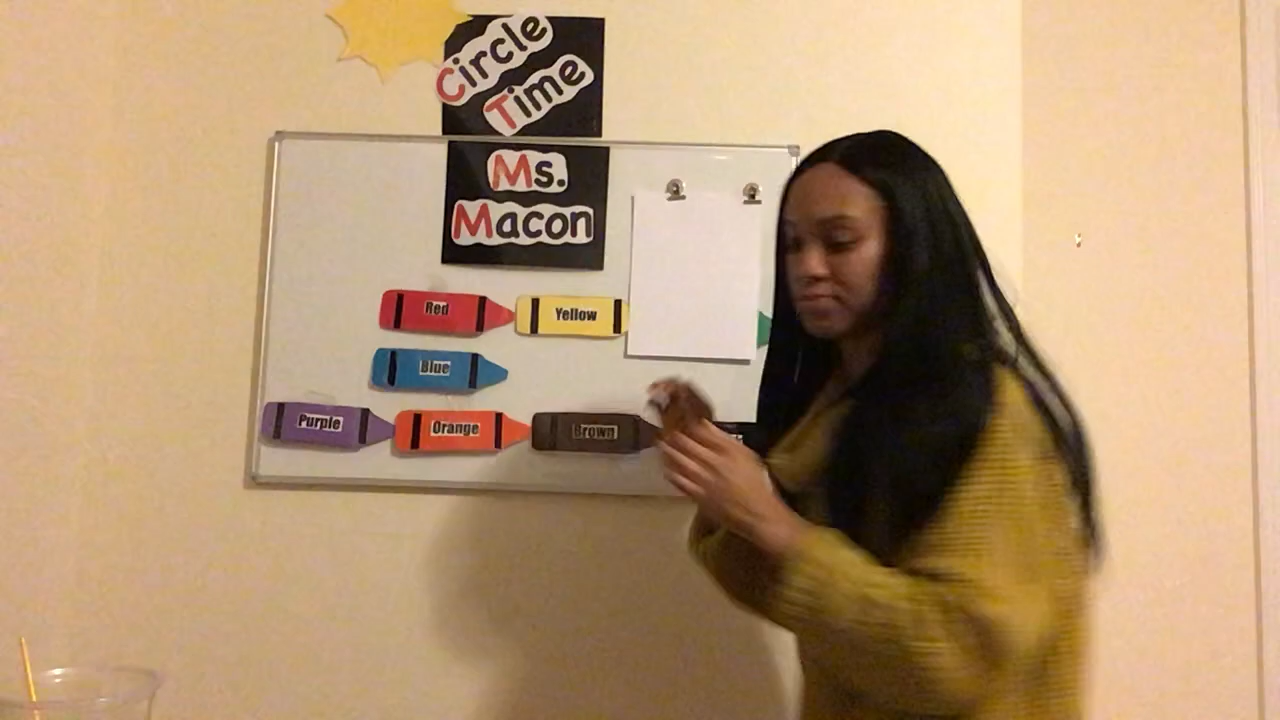 Circle
Time
Ms.
Macon
Red
Yellow
Blue
Purple
Orange
Brown